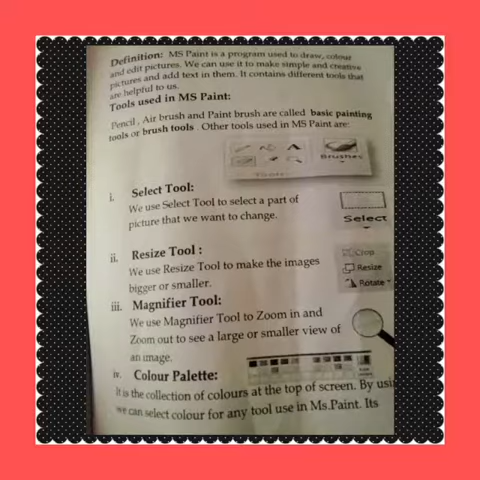 Definition: MS Paint is a program used to draw, colour
and edit pictures. We can use it to make simple and creative
pictures and add text in them. It contains different tools that
are helpful to us.
Tools used in MS Paint:
Pencil, Air brush and Paint brush are called basic painting
tools or brush tools. Other tools used in MS Paint are:
A
Brushes
Tools
i. Select Tool:
We use Select Tool to select a part of
picture that we want to change.
Select
ii. Resize Tool :
We use Resize Tool to make the images
bigger or smaller.
Crop
Resize
Rotate
iii. Magnifier Tool:
We use Magnifier Tool to Zoom in and
Zoom out to see a large or smaller view of
an image.
iv. Colour Palette:
It is the collection of colours at the top of screen. By usi
we can select colour for any tool use in Ms.Paint. Its